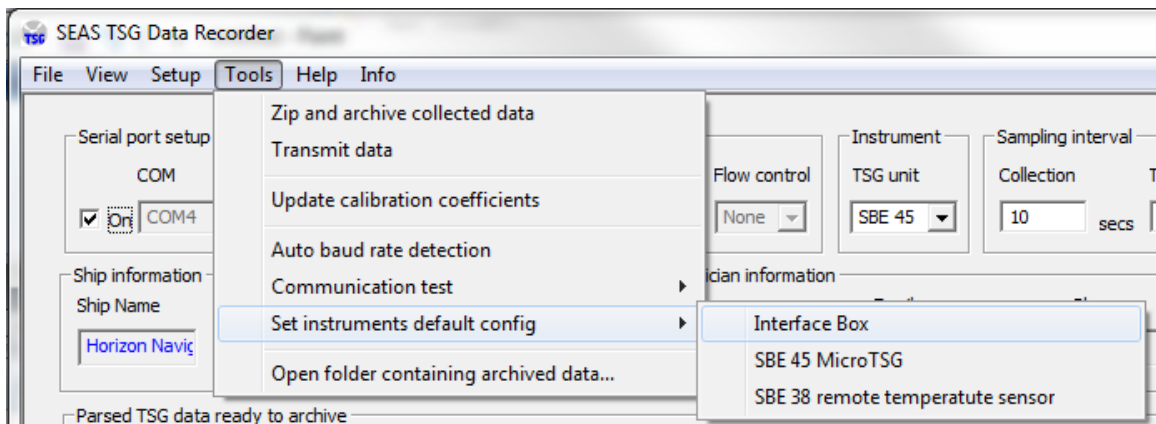 TSG SEAS TSG Data Recorder
File View Setup Tools Help Info
Zip and archive collected data
Transmit data
Update calibration coefficients
Auto baud rate detection
Communication test
Set instruments default config
Open folder containing archived data...
Interface Box
SBE 45 MicroTSG
SBE 38 remote temperatute sensor
Serial port setup
COM
On COM4
Flow control
None
Instrument
TSG unit
SBE 45
Sampling interval
Collection
10 secs
Ship information
Ship Name
Horizon Navig
ician information
Parsed TSG data ready to archive